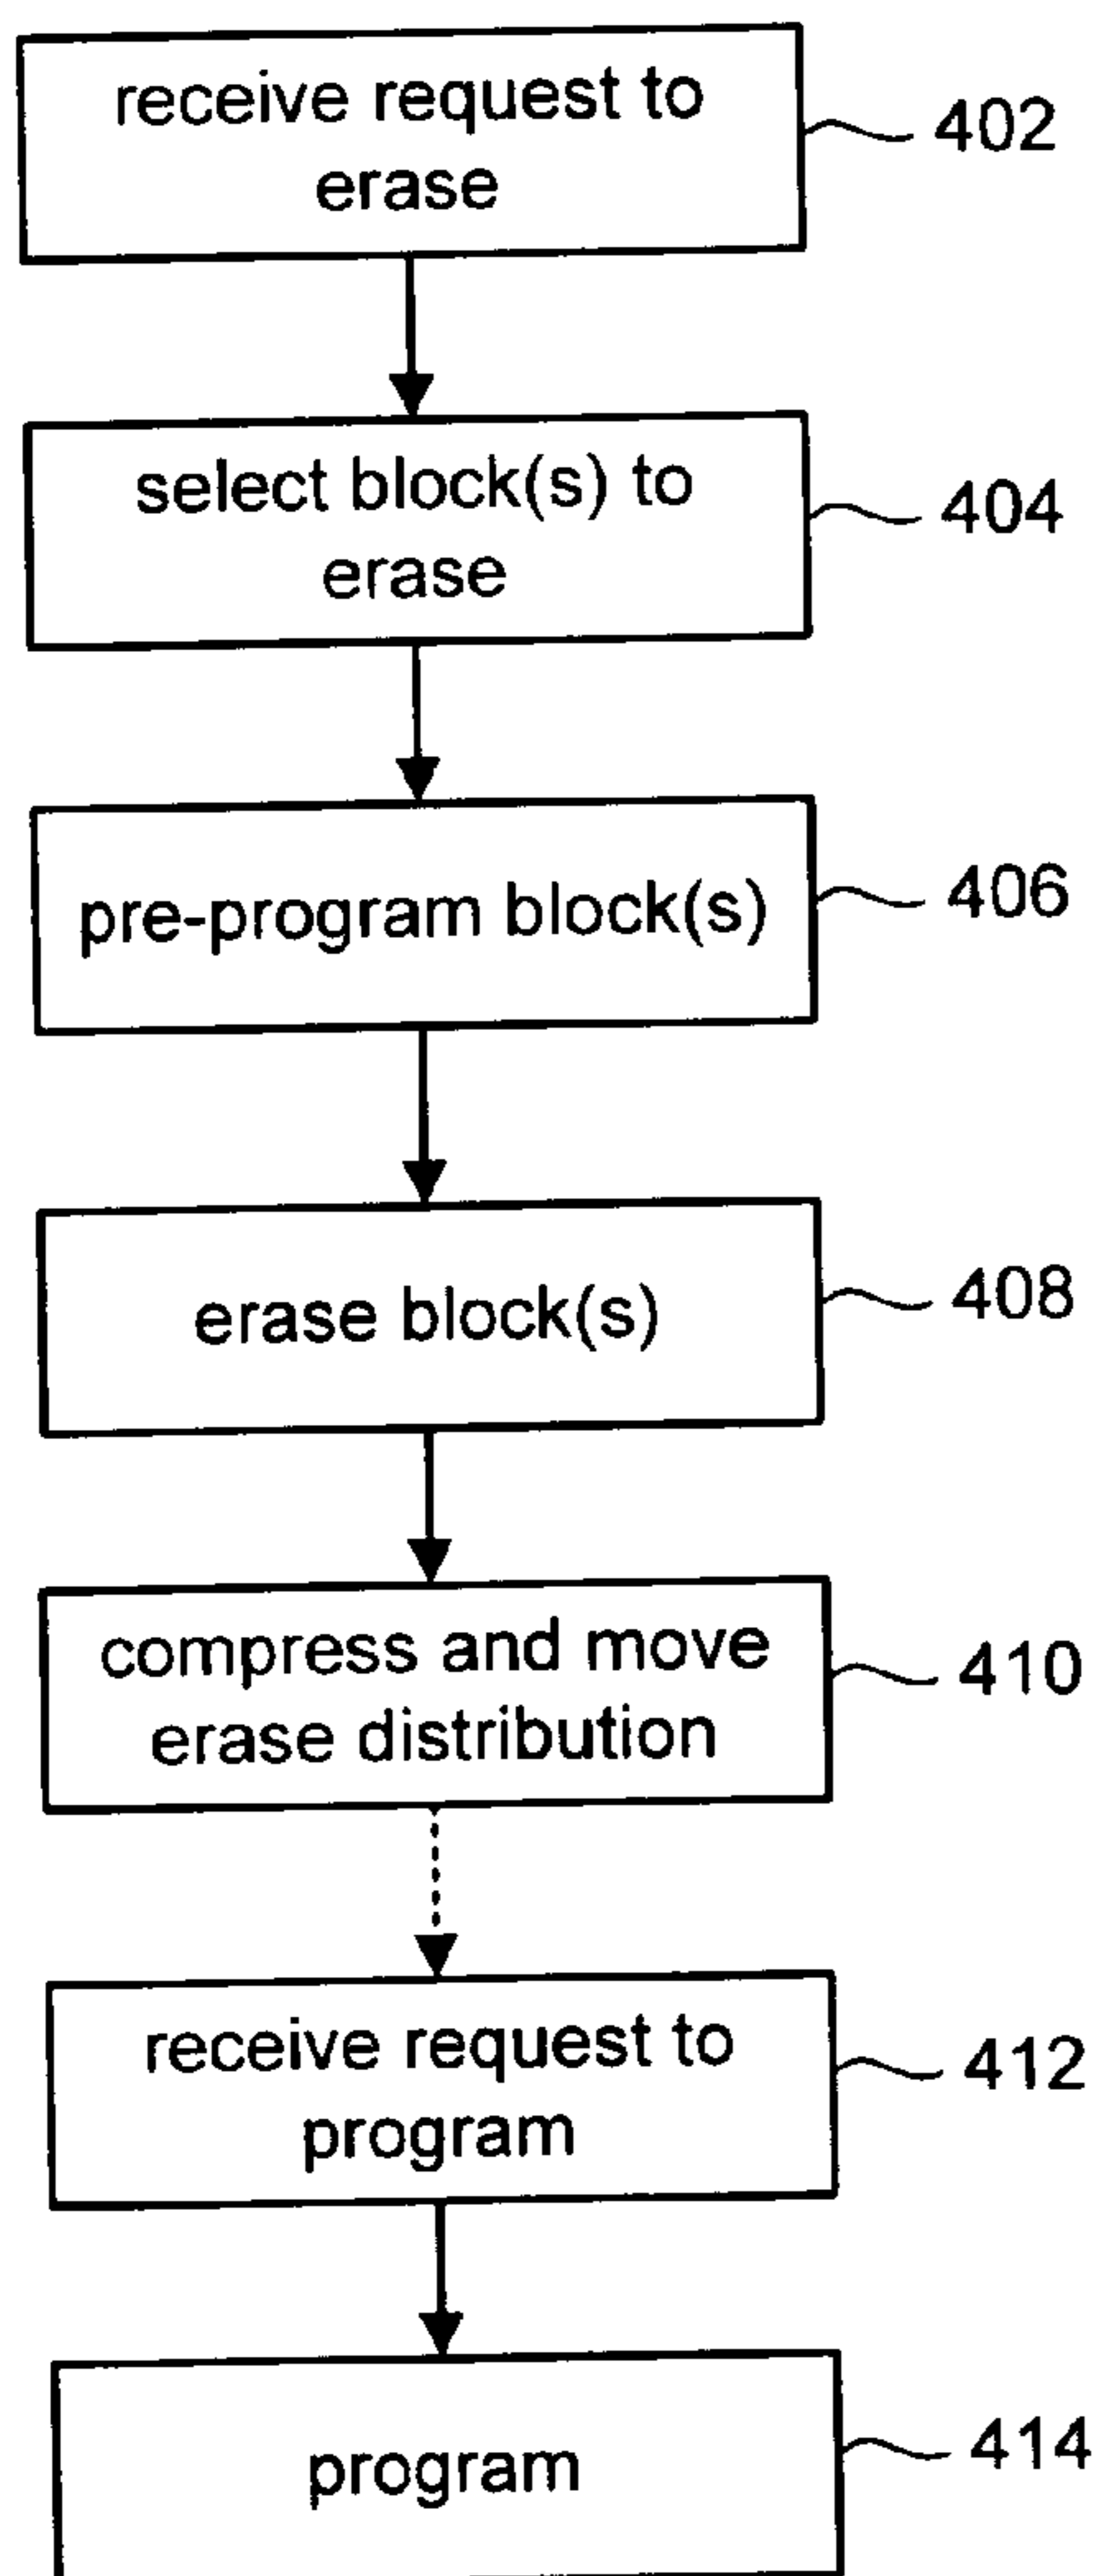 receive request to
erase
402
select block(s) to
erase
404
pre-program block(s)
406
erase block(s)
408
compress and move
erase distribution
410
receive request to
program
412
program
414